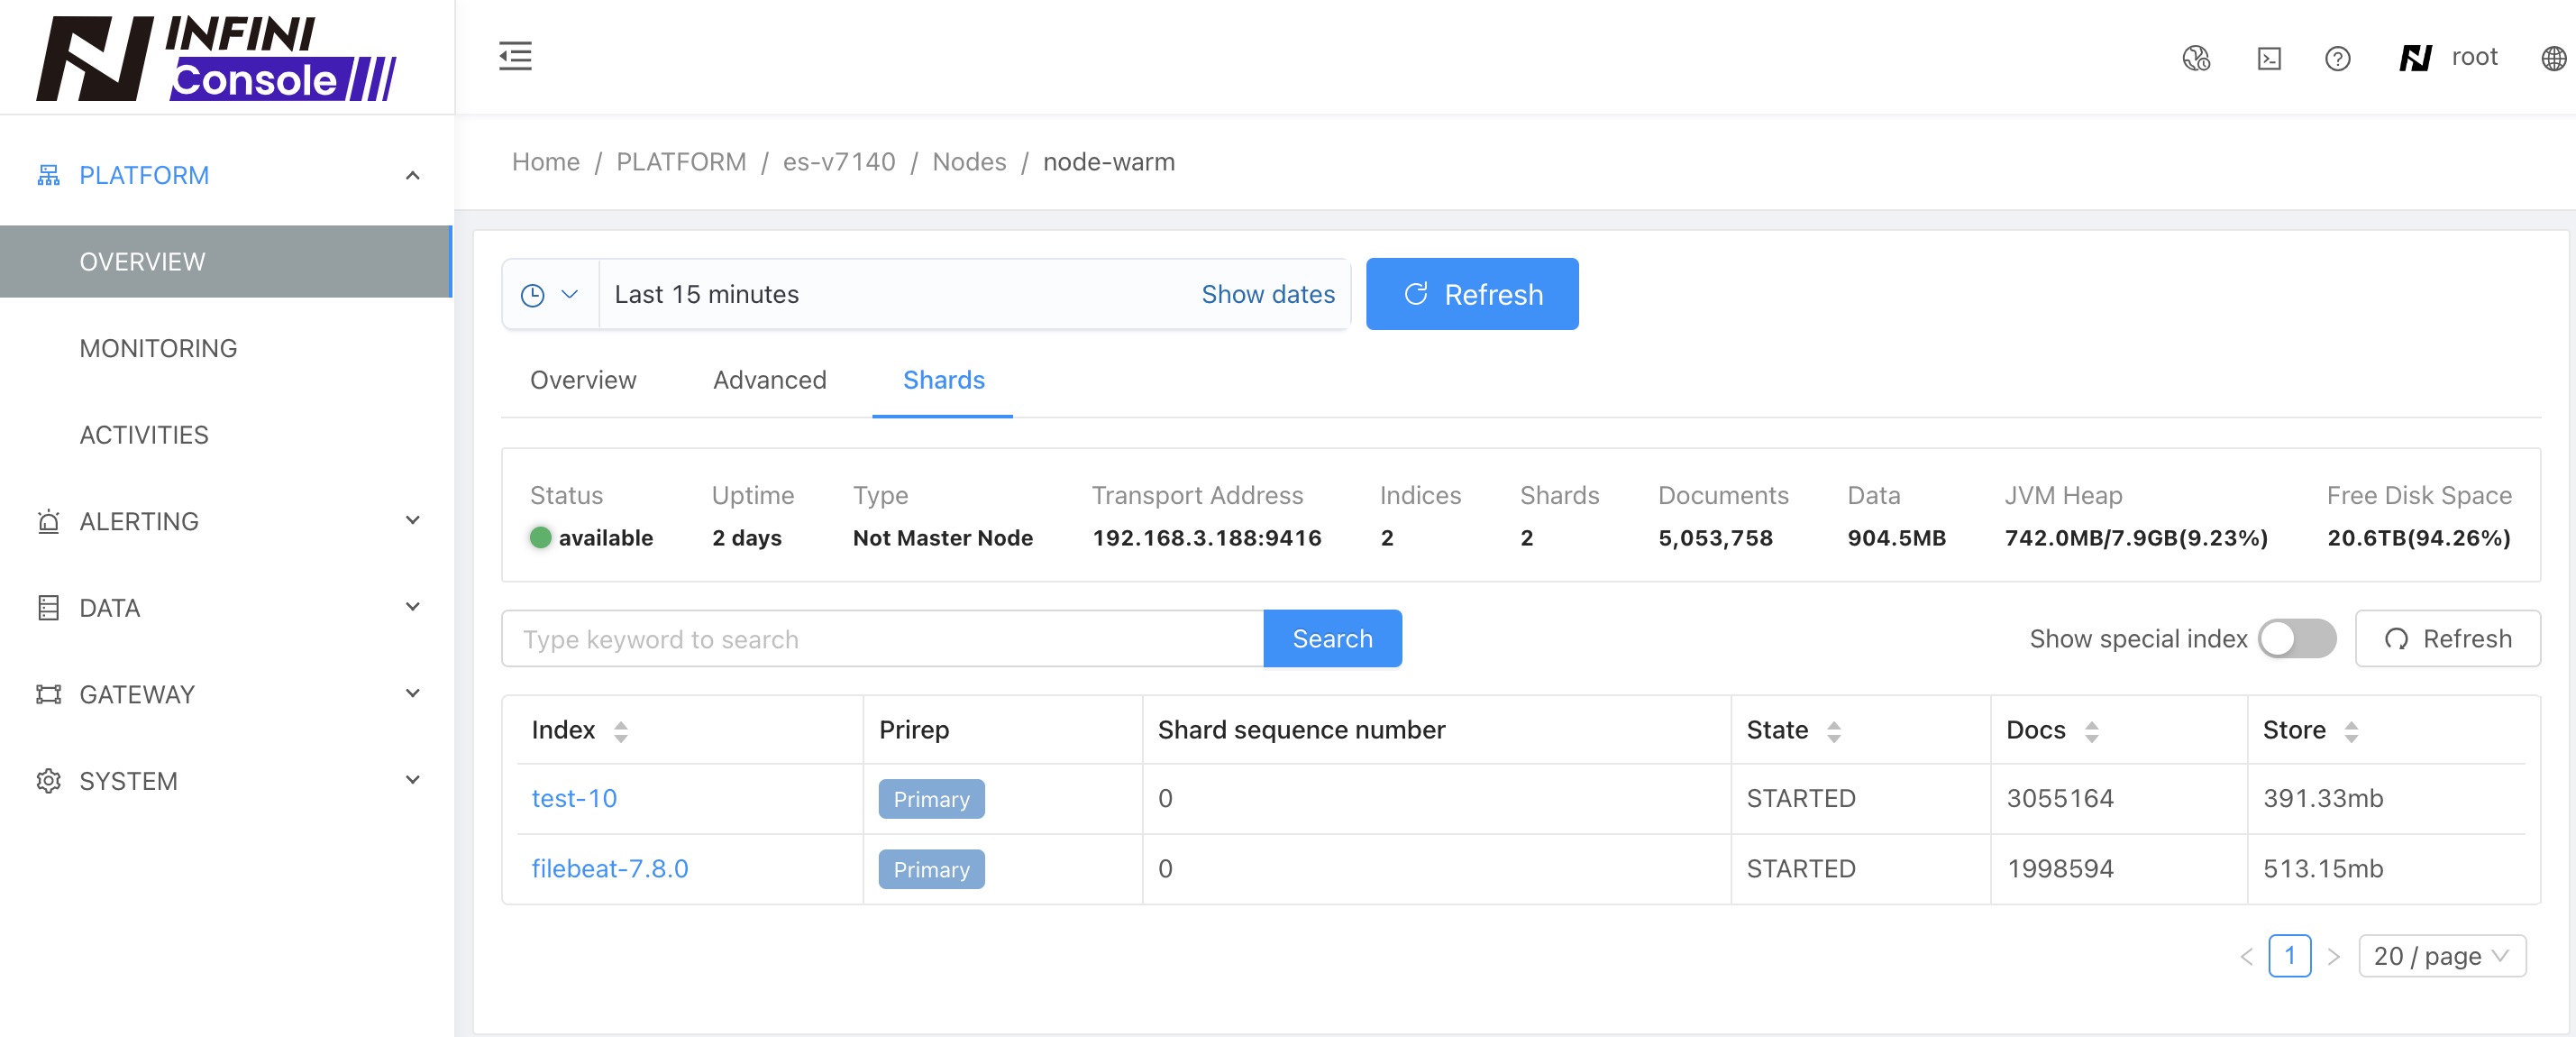 INFINI
Console
root
PLATFORM
OVERVIEW
MONITORING
ACTIVITIES
ALERTING
DATA
GATEWAY
SYSTEM
Home / PLATFORM / es-v7140 / Nodes / node-warm
Last 15 minutes Show dates Refresh
Overview Advanced Shards
Status Uptime Type Transport Address Indices Shards Documents Data JVM Heap Free Disk Space
available 2 days Not Master Node 192.168.3.188:9416 2 2 5,053,758 904.5MB 742.0MB/7.9GB(9.23%) 20.6TB(94.26%)
Type keyword to search Search Show special index Refresh
Index Prirep Shard sequence number State Docs Store
test-10 Primary 0 STARTED 3055164 391.33mb
filebeat-7.8.0 Primary 0 STARTED 1998594 513.15mb
< 1 > 20 / page